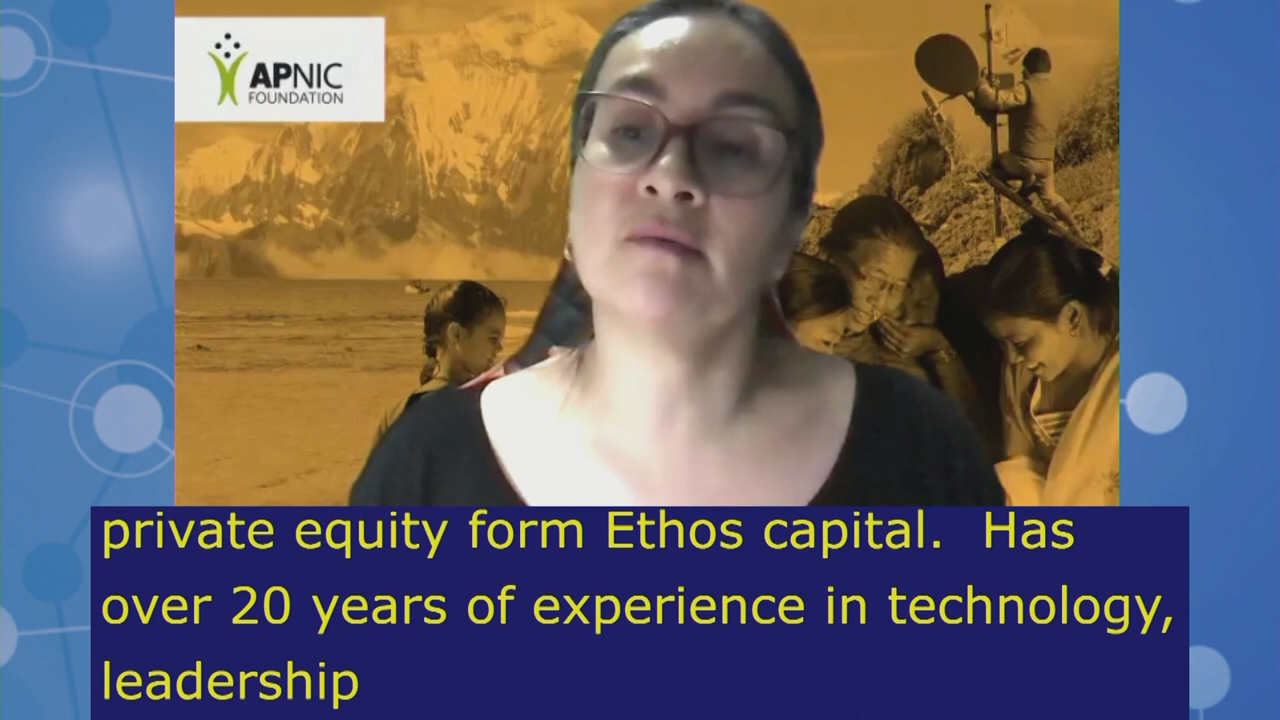 APNIC
FOUNDATION
private equity form Ethos capital.  Has
over 20 years of experience in technology,
leadership